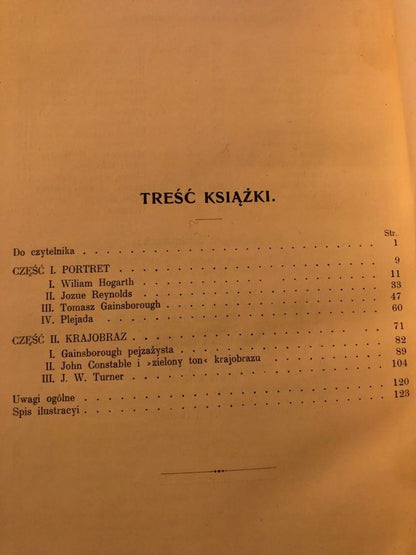 TREŚĆ KSIĄŻKI.
Str.
Do czytelnika . . . . . 1
CZĘŚĆ I. PORTRET . . . . . 9
I. Wiliam Hogarth . . . . . 11
II. Jozue Reynolds . . . . . 33
III. Tomasz Gainsborough . . . . . 47
IV. Plejada . . . . . 60
CZĘŚĆ II. KRAJOBRAZ . . . . . 71
I. Gainsborough pejzażysta . . . . . 82
II. John Constable i »zielony ton« krajobrazu . . . . . 89
III. J. W. Turner . . . . . 104
Uwagi ogólne . . . . . 120
Spis ilustracyi . . . . . 123